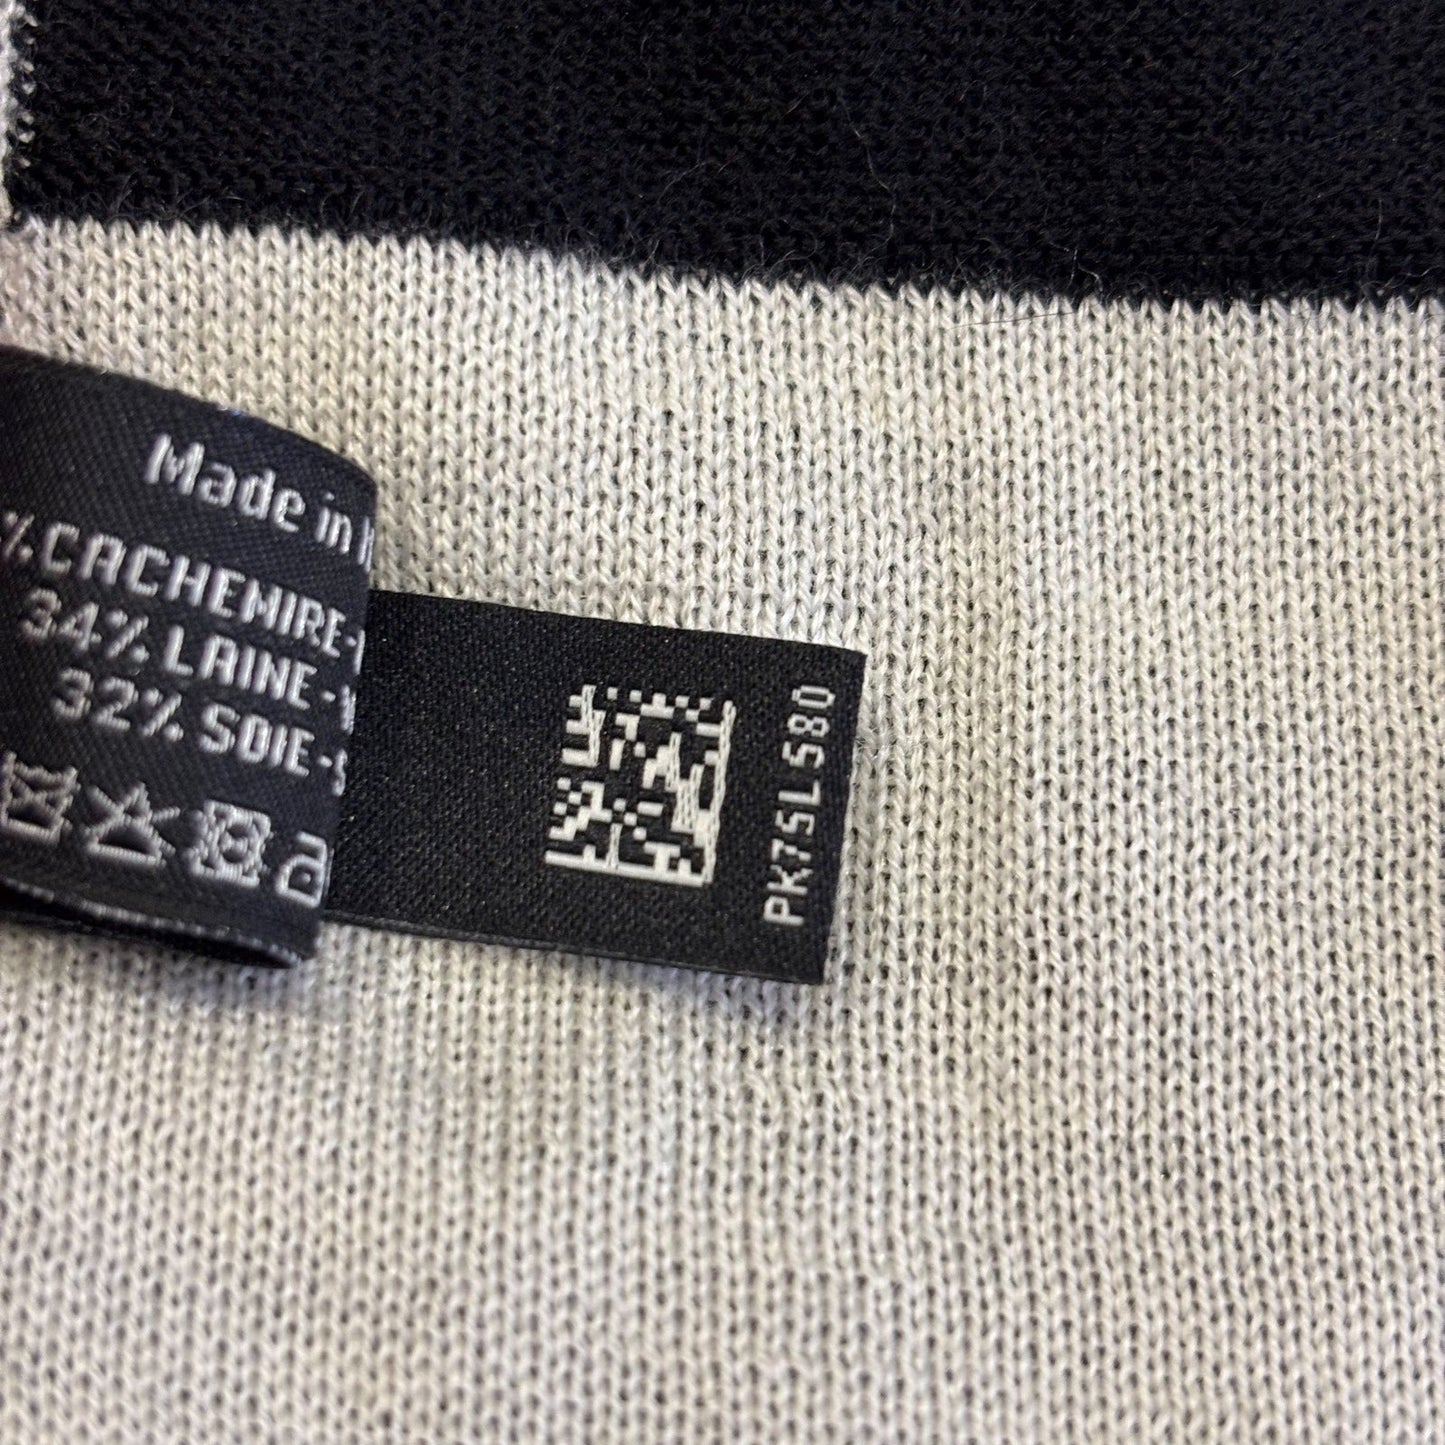 Made in
% CACHEMIRE-
34% LAINE-
32% SOIE-S
a
PK75L580